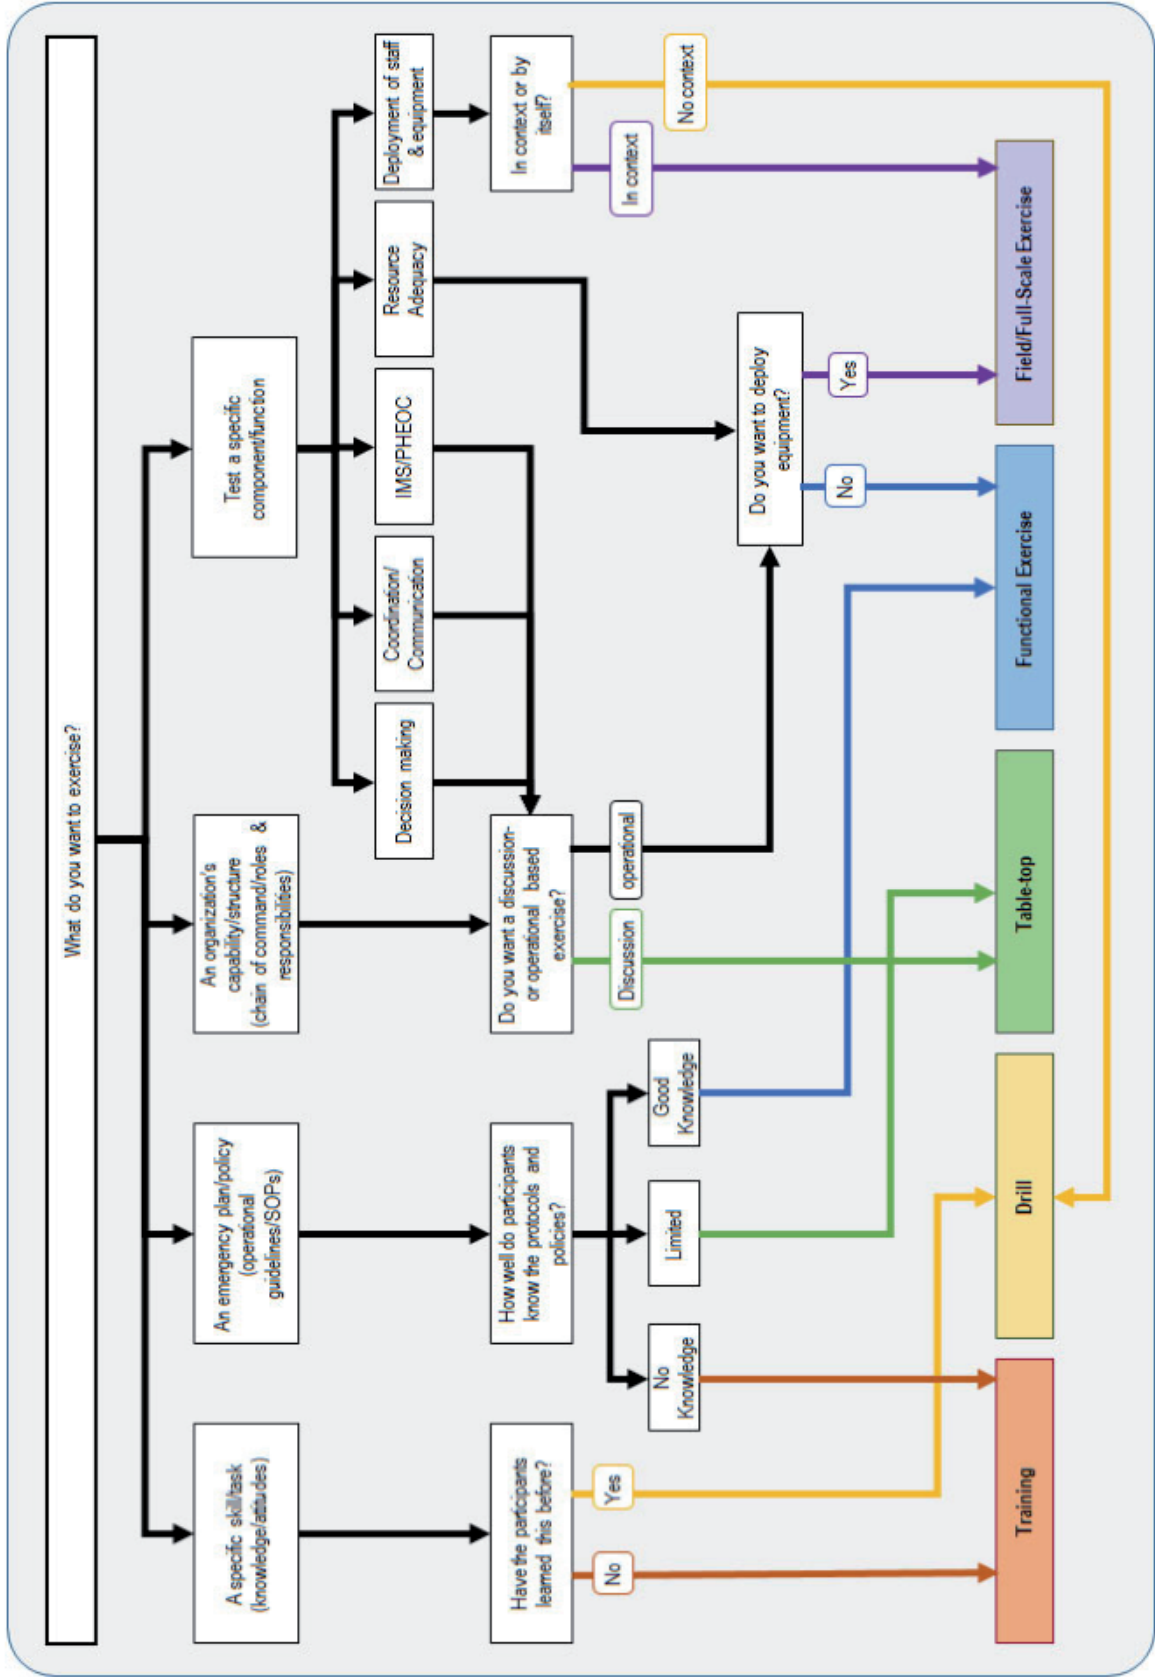 What do you want to exercise?
A specific skill/task
(knowledge/attitudes)
An emergency plan/policy
(operational
guidelines/SOPs)
An organization's
capability/structure
(chain of command/roles &
responsibilities)
Test a specific
component/function
Decision making
Coordination/
Communication
IMS/PHEOC
Resource
Adequacy
Deployment of staff
& equipment
Have the participants
learned this before?
How well do participants
know the protocols and
policies?
Do you want a discussion-
or operational based
exercise?
In context or by
itself?
No
Yes
No
Knowledge
Limited
Good
Knowledge
Discussion
operational
In context
No context
Do you want to deploy
equipment?
No
Yes
Training
Drill
Table-top
Functional Exercise
Field/Full-Scale Exercise